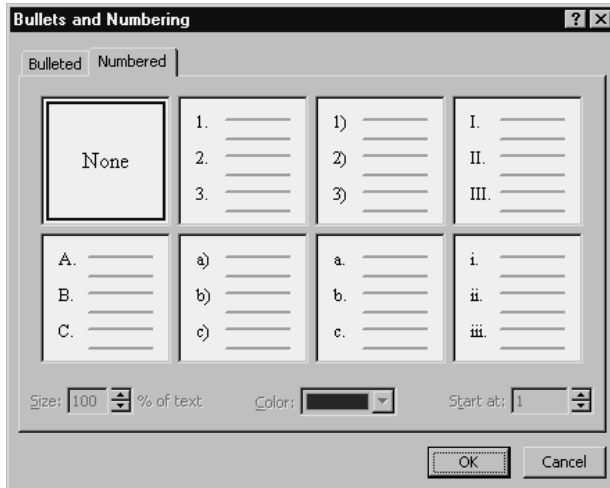 Bullets and Numbering
Bulleted Numbered
None
1.
2.
3.
1)
2)
3)
I.
II.
III.
A.
B.
C.
a)
b)
c)
a.
b.
c.
i.
ii.
iii.
Size: 100 % of text Color: Start at: 1
OK Cancel